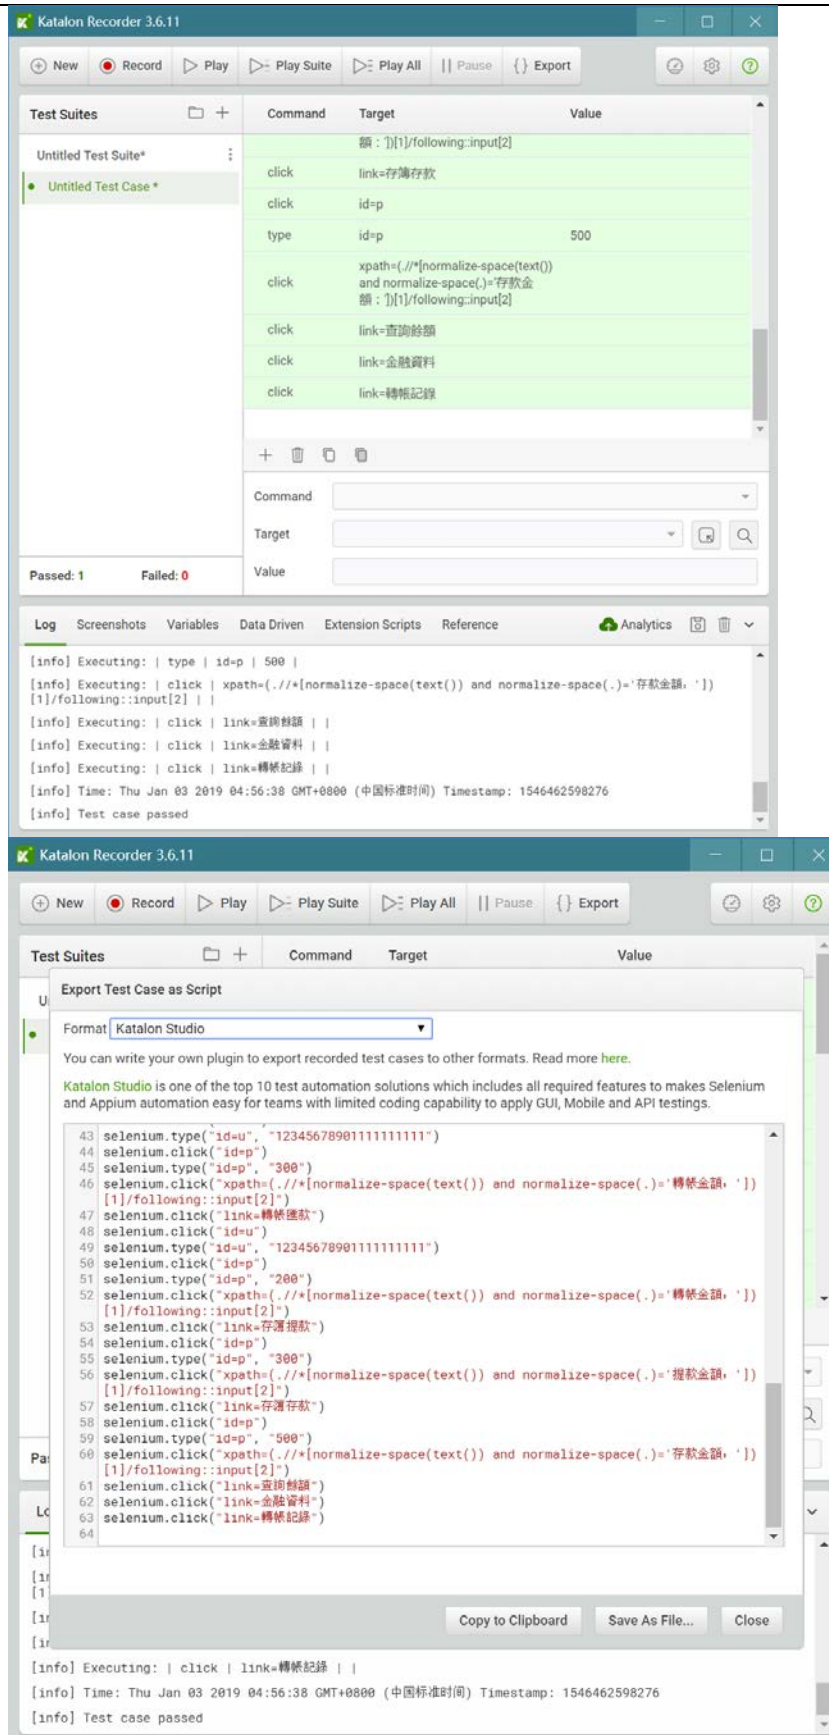 Katalon Recorder 3.6.11
New Record Play Play Suite Play All Pause Export
Test Suites Command Target Value
額：'])[1]/following::input[2]
Untitled Test Suite*
click link=存簿存款
Untitled Test Case *
click id=p
type id=p 500
xpath=(.//*[normalize-space(text())
click and normalize-space(.)='存款金
額：'])[1]/following::input[2]
click link=查詢餘額
click link=金融資料
click link=轉帳記錄
Command
Target
Passed: 1 Failed: 0 Value
Log Screenshots Variables Data Driven Extension Scripts Reference Analytics
[info] Executing: | type | id=p | 500 |
[info] Executing: | click | xpath=(.//*[normalize-space(text()) and normalize-space(.)='存款金額：'])
[1]/following::input[2] | |
[info] Executing: | click | link=查詢餘額 | |
[info] Executing: | click | link=金融資料 | |
[info] Executing: | click | link=轉帳記錄 | |
[info] Time: Thu Jan 03 2019 04:56:38 GMT+0800 (中国标准时间) Timestamp: 1546462598276
[info] Test case passed
Katalon Recorder 3.6.11
New Record Play Play Suite Play All Pause Export
Test Suites Command Target Value
Export Test Case as Script
Format Katalon Studio
You can write your own plugin to export recorded test cases to other formats. Read more here.
Katalon Studio is one of the top 10 test automation solutions which includes all required features to makes Selenium
and Appium automation easy for teams with limited coding capability to apply GUI, Mobile and API testings.
43 selenium.type("id=u", "12345678901111111111")
44 selenium.click("id=p")
45 selenium.type("id=p", "300")
46 selenium.click("xpath=(.//*[normalize-space(text()) and normalize-space(.)='轉帳金額：'])
[1]/following::input[2]")
47 selenium.click("link=轉帳匯款")
48 selenium.click("id=u")
49 selenium.type("id=u", "12345678901111111111")
50 selenium.click("id=p")
51 selenium.type("id=p", "200")
52 selenium.click("xpath=(.//*[normalize-space(text()) and normalize-space(.)='轉帳金額：'])
[1]/following::input[2]")
53 selenium.click("link=存簿提款")
54 selenium.click("id=p")
55 selenium.type("id=p", "300")
56 selenium.click("xpath=(.//*[normalize-space(text()) and normalize-space(.)='提款金額：'])
[1]/following::input[2]")
57 selenium.click("link=存簿存款")
58 selenium.click("id=p")
59 selenium.type("id=p", "500")
60 selenium.click("xpath=(.//*[normalize-space(text()) and normalize-space(.)='存款金額：'])
[1]/following::input[2]")
61 selenium.click("link=查詢餘額")
62 selenium.click("link=金融資料")
63 selenium.click("link=轉帳記錄")
64
Copy to Clipboard Save As File... Close
[info] Executing: | click | link=轉帳記錄 | |
[info] Time: Thu Jan 03 2019 04:56:38 GMT+0800 (中国标准时间) Timestamp: 1546462598276
[info] Test case passed